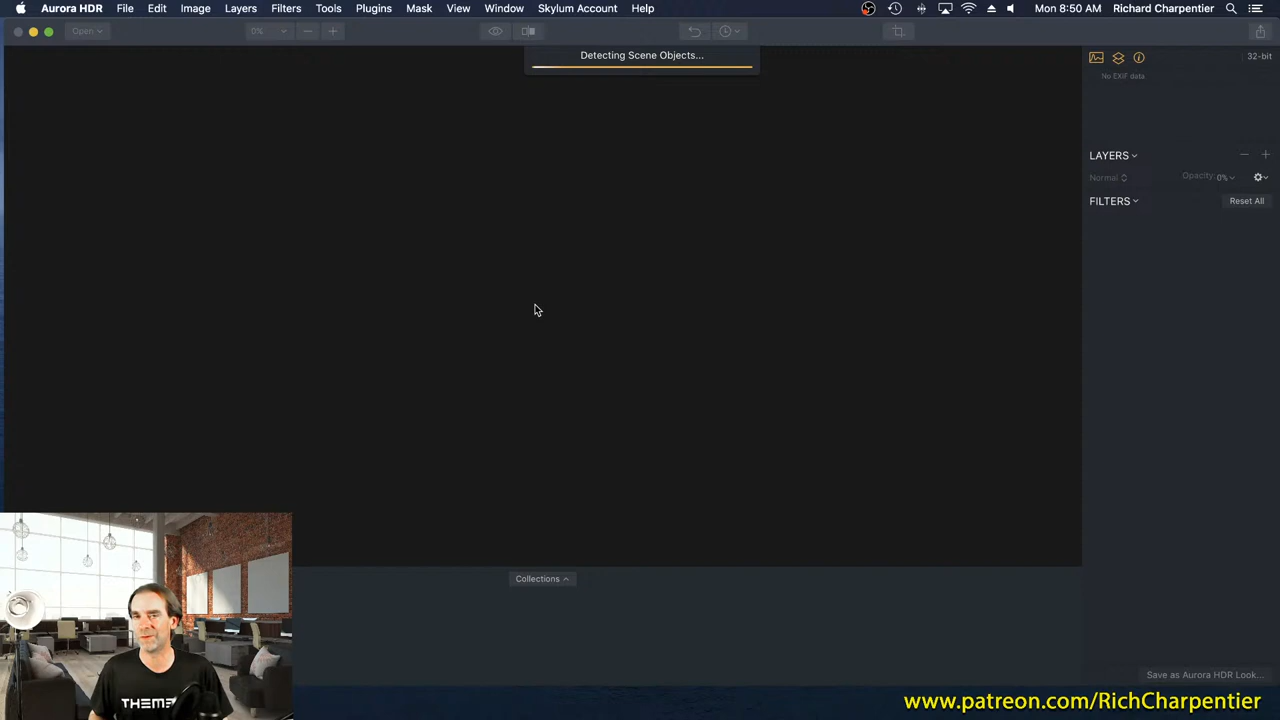 Aurora HDR File Edit Image Layers Filters Tools Plugins Mask View Window Skylum Account Help Mon 8:50 AM Richard Charpentier
Open 0%
Detecting Scene Objects...
32-bit
No EXIF data
LAYERS
Normal Opacity: 0%
FILTERS Reset All
Collections
THEME
Save as Aurora HDR Look...
www.patreon.com/RichCharpentier